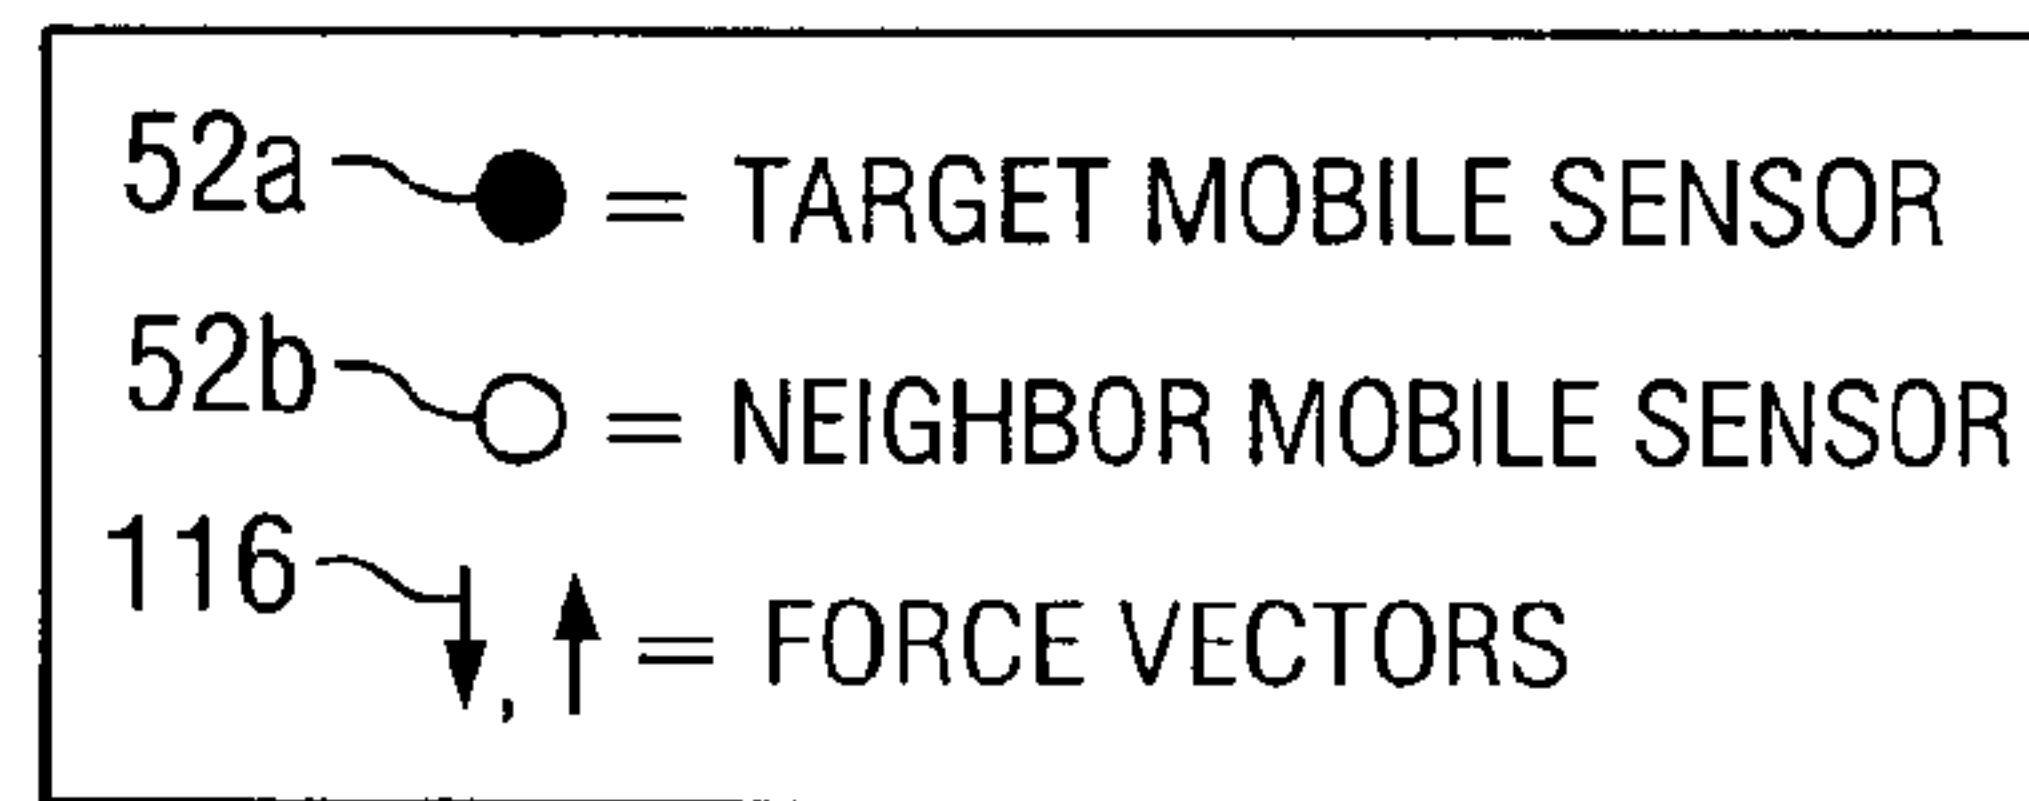 52a = TARGET MOBILE SENSOR
52b = NEIGHBOR MOBILE SENSOR
116 , = FORCE VECTORS